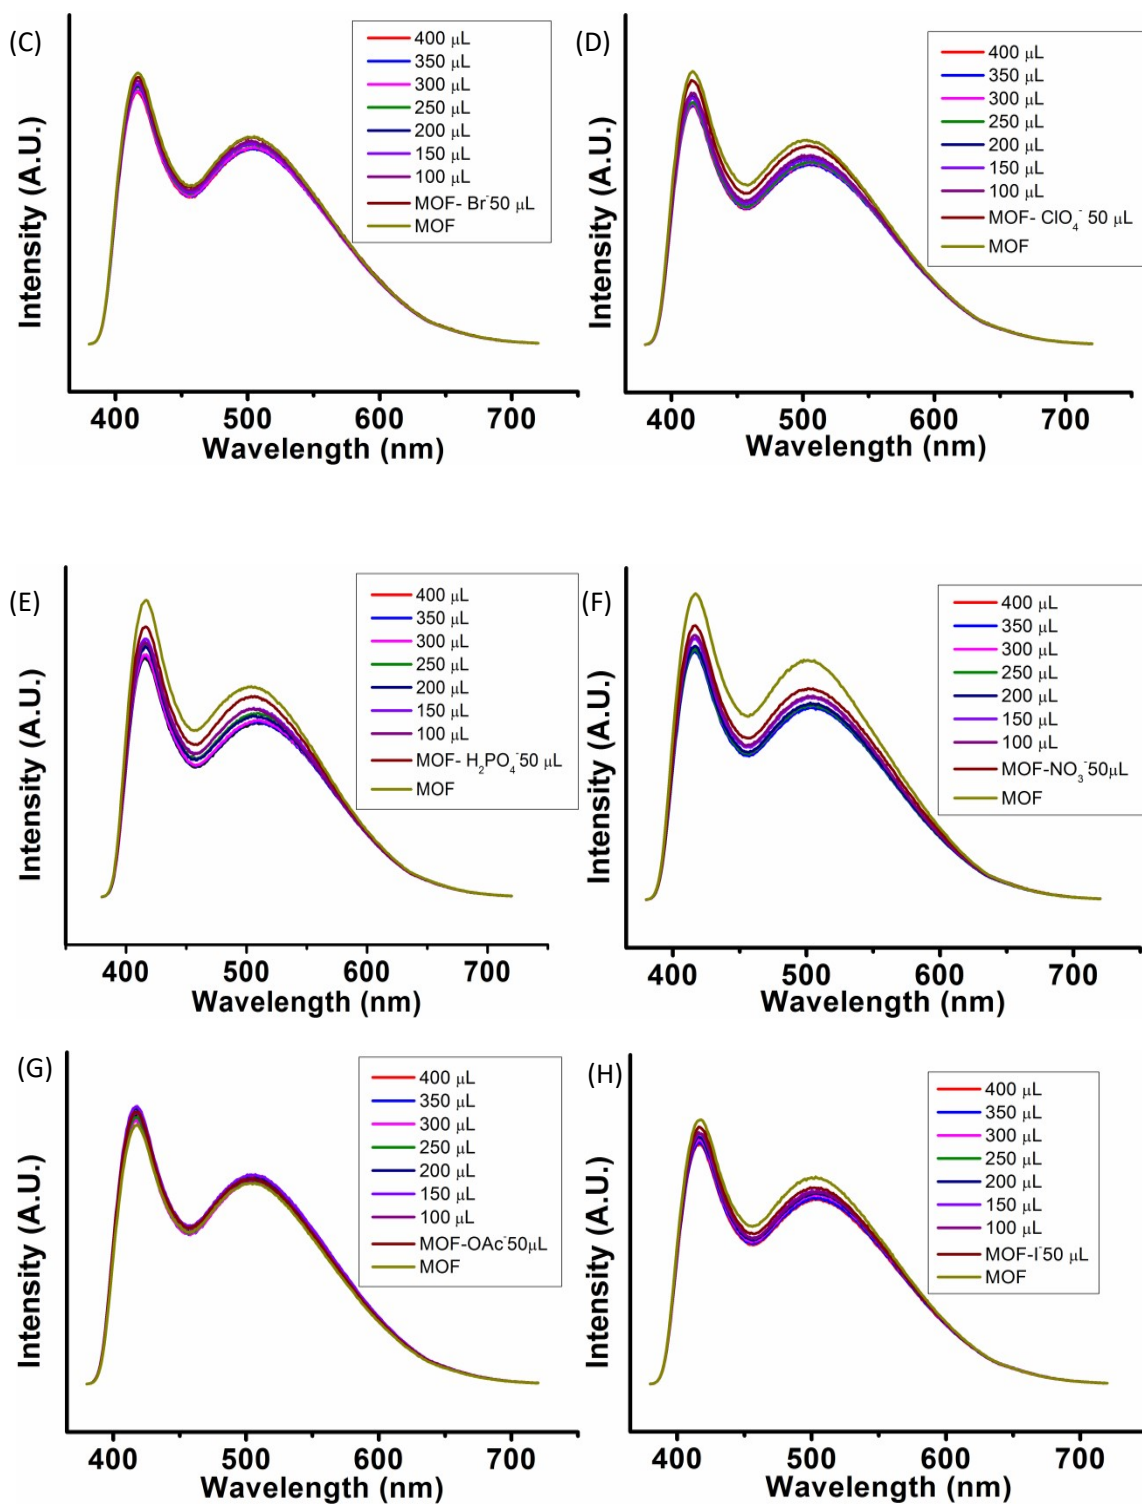 (C)
400 μL
350 μL
300 μL
250 μL
200 μL
150 μL
100 μL
MOF- Br⁻50 μL
MOF
Intensity (A.U.)
400 500 600 700
Wavelength (nm)
(D)
400 μL
350 μL
300 μL
250 μL
200 μL
150 μL
100 μL
MOF- ClO₄⁻ 50 μL
MOF
Intensity (A.U.)
400 500 600 700
Wavelength (nm)
(E)
400 μL
350 μL
300 μL
250 μL
200 μL
150 μL
100 μL
MOF- H₂PO₄⁻50 μL
MOF
Intensity (A.U.)
400 500 600 700
Wavelength (nm)
(F)
400 μL
350 μL
300 μL
250 μL
200 μL
150 μL
100 μL
MOF-NO₃⁻50μL
MOF
Intensity (A.U.)
400 500 600 700
Wavelength (nm)
(G)
400 μL
350 μL
300 μL
250 μL
200 μL
150 μL
100 μL
MOF-OAc⁻50μL
MOF
Intensity (A.U.)
400 500 600 700
Wavelength (nm)
(H)
400 μL
350 μL
300 μL
250 μL
200 μL
150 μL
100 μL
MOF-I⁻50 μL
MOF
Intensity (A.U.)
400 500 600 700
Wavelength (nm)